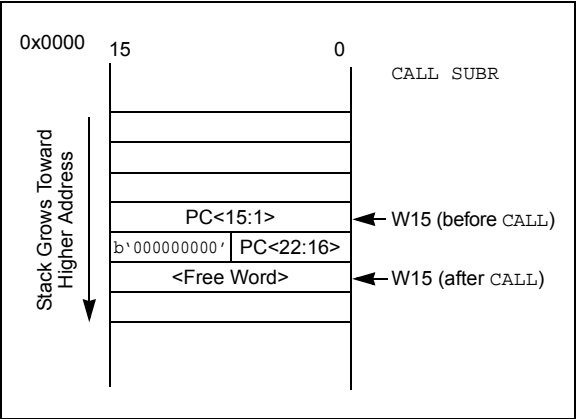 0x0000
15 0
CALL SUBR
Stack Grows Toward
Higher Address
PC<15:1>
W15 (before CALL)
b‘000000000’ PC<22:16>
<Free Word>
W15 (after CALL)